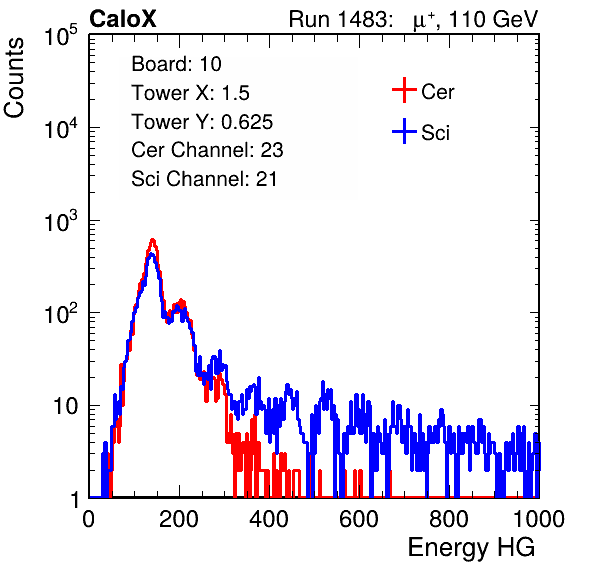 CaloX Run 1483: μ⁺, 110 GeV
Counts
10⁵
10⁴
10³
10²
10
1
Board: 10
Tower X: 1.5
Tower Y: 0.625
Cer Channel: 23
Sci Channel: 21
Cer
Sci
0 200 400 600 800 1000
Energy HG